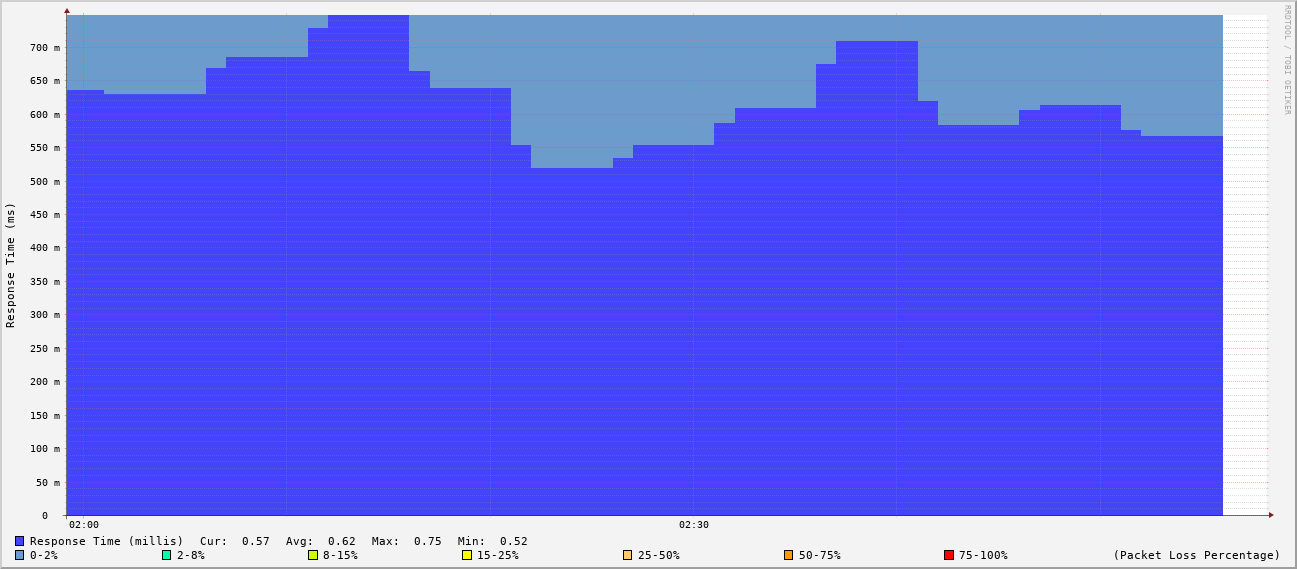 RRDTOOL / TOBI OETIKER
Response Time (ms)
700 m
650 m
600 m
550 m
500 m
450 m
400 m
350 m
300 m
250 m
200 m
150 m
100 m
50 m
0
02:00 02:30
Response Time (millis) Cur: 0.57 Avg: 0.62 Max: 0.75 Min: 0.52
0-2% 2-8% 8-15% 15-25% 25-50% 50-75% 75-100% (Packet Loss Percentage)